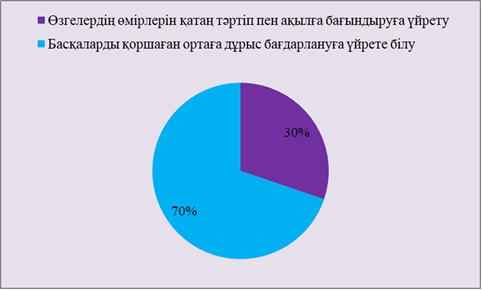 Өзгелердің өмірлерін қатаң тәртіп пен ақылға бағындыруға үйрету
Басқаларды қоршаған ортаға дұрыс бағдарлануға үйрете білу
30%
70%